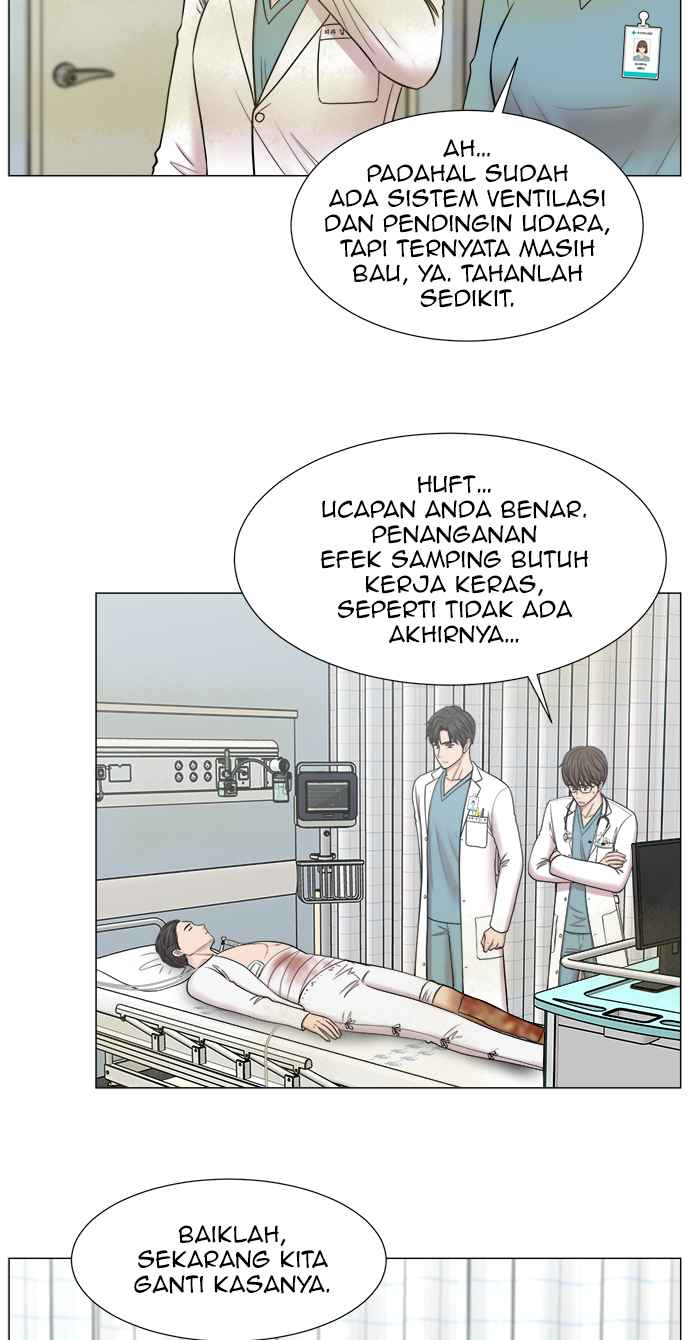 AH...
PADAHAL SUDAH
ADA SISTEM VENTILASI
DAN PENDINGIN UDARA,
TAPI TERNYATA MASIH
BAU, YA. TAHANLAH
SEDIKIT.
HUFT...
UCAPAN ANDA BENAR.
PENANGANAN
EFEK SAMPING BUTUH
KERJA KERAS,
SEPERTI TIDAK ADA
AKHIRNYA...
BAIKLAH,
SEKARANG KITA
GANTI KASANYA.